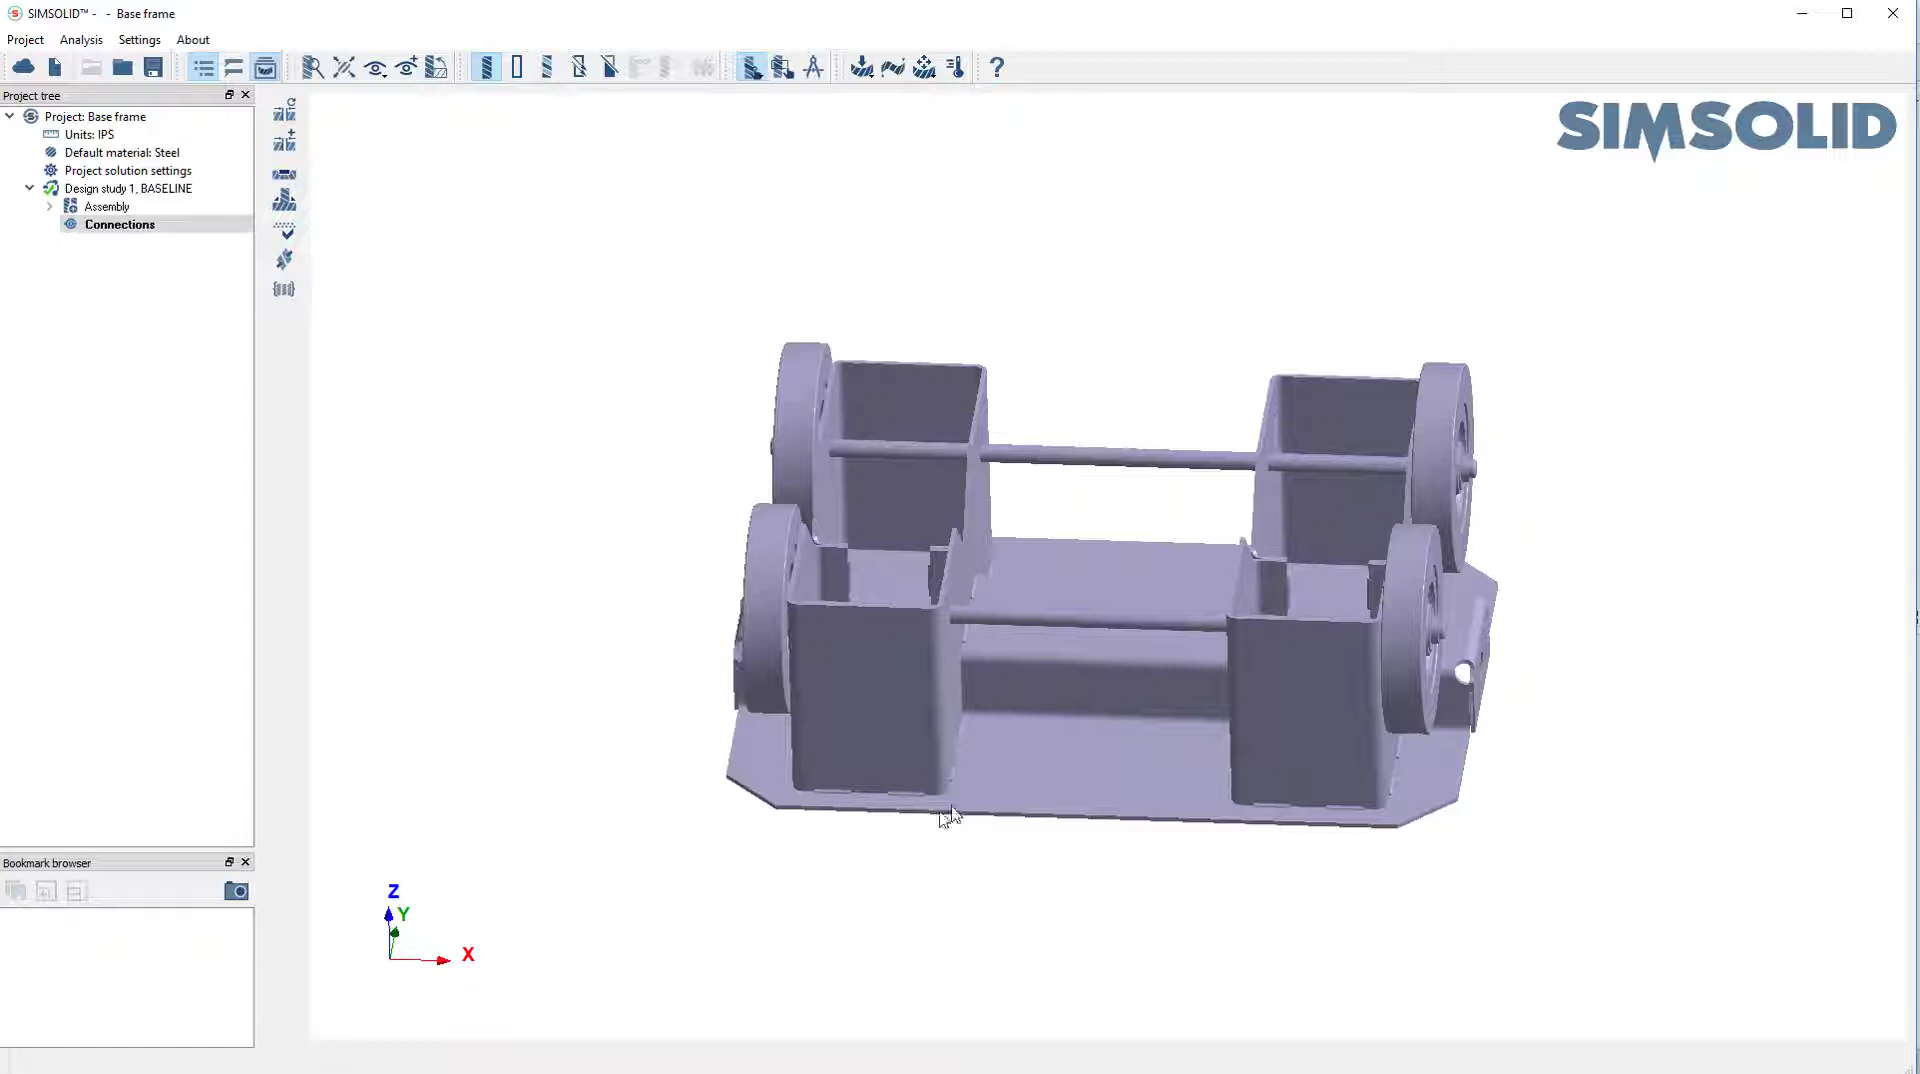 SIMSOLID™ -   -   Base frame
Project Analysis Settings About
Project tree
Project: Base frame
Units: IPS
Default material: Steel
Project solution settings
Design study 1, BASELINE
Assembly
Connections
SIMSOLID
Bookmark browser
Z
Y
X